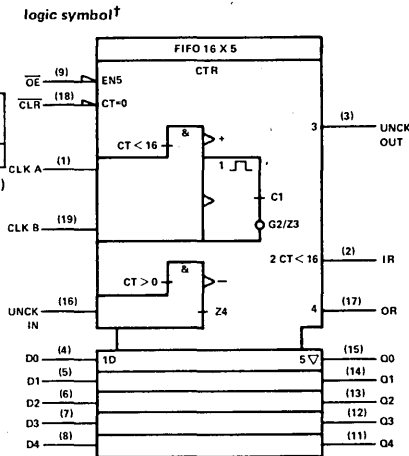 logic symbol†
FIFO 16 X 5
CTR
OE (9) EN5
CLR (18) CT=0
3 (3) UNCK OUT
&
CT < 16 +
1
CLK A (1)
C1
CLK B (19)
G2/Z3
2 CT < 16 (2) IR
&
CT > 0 −
UNCK IN (16)
Z4
4 (17) OR
D0 (4) 1D 5 ▽ (15) Q0
D1 (5) (14) Q1
D2 (6) (13) Q2
D3 (7) (12) Q3
D4 (8) (11) Q4
)